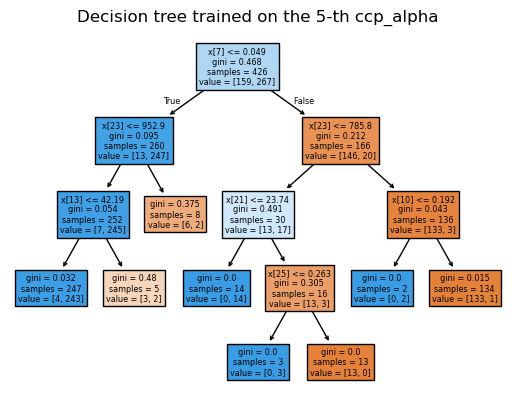 Decision tree trained on the 5-th ccp_alpha
x[7] <= 0.049
gini = 0.468
samples = 426
value = [159, 267]
True
False
x[23] <= 952.9
gini = 0.095
samples = 260
value = [13, 247]
x[23] <= 785.8
gini = 0.212
samples = 166
value = [146, 20]
x[13] <= 42.19
gini = 0.054
samples = 252
value = [7, 245]
gini = 0.375
samples = 8
value = [6, 2]
x[21] <= 23.74
gini = 0.491
samples = 30
value = [13, 17]
x[10] <= 0.192
gini = 0.043
samples = 136
value = [133, 3]
gini = 0.032
samples = 247
value = [4, 243]
gini = 0.48
samples = 5
value = [3, 2]
gini = 0.0
samples = 14
value = [0, 14]
x[25] <= 0.263
gini = 0.305
samples = 16
value = [13, 3]
gini = 0.0
samples = 2
value = [0, 2]
gini = 0.015
samples = 134
value = [133, 1]
gini = 0.0
samples = 3
value = [0, 3]
gini = 0.0
samples = 13
value = [13, 0]